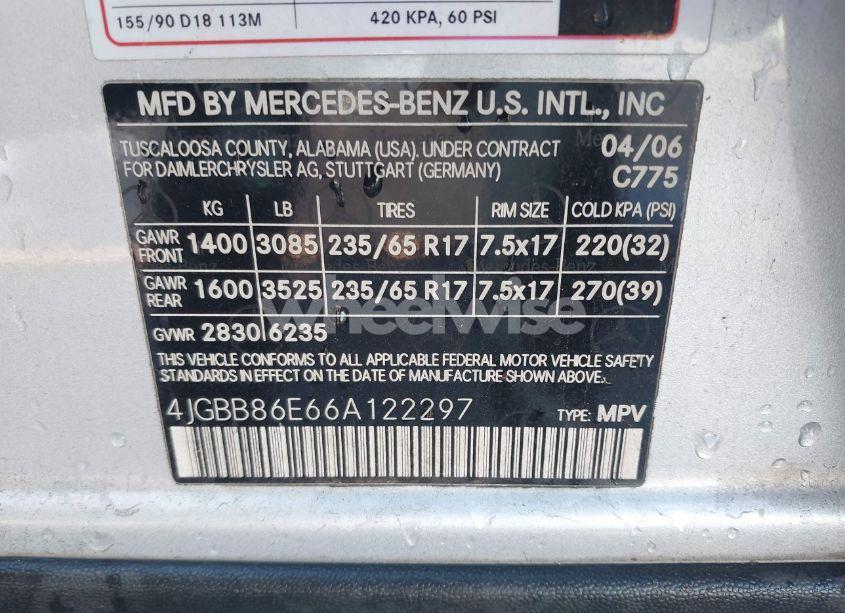 155/90 D18 113M 420 KPA, 60 PSI
MFD BY MERCEDES-BENZ U.S. INTL., INC
TUSCALOOSA COUNTY, ALABAMA (USA). UNDER CONTRACT 04/06
FOR DAIMLERCHRYSLER AG, STUTTGART (GERMANY) C775
KG LB TIRES RIM SIZE COLD KPA (PSI)
GAWR FRONT 1400 3085 235/65 R17 7.5x17 220(32)
GAWR REAR 1600 3525 235/65 R17 7.5x17 270(39)
wheelwise
GVWR 2830 6235
THIS VEHICLE CONFORMS TO ALL APPLICABLE FEDERAL MOTOR VEHICLE SAFETY
STANDARDS IN EFFECT ON THE DATE OF MANUFACTURE SHOWN ABOVE.
4JGBB86E66A122297 TYPE: MPV